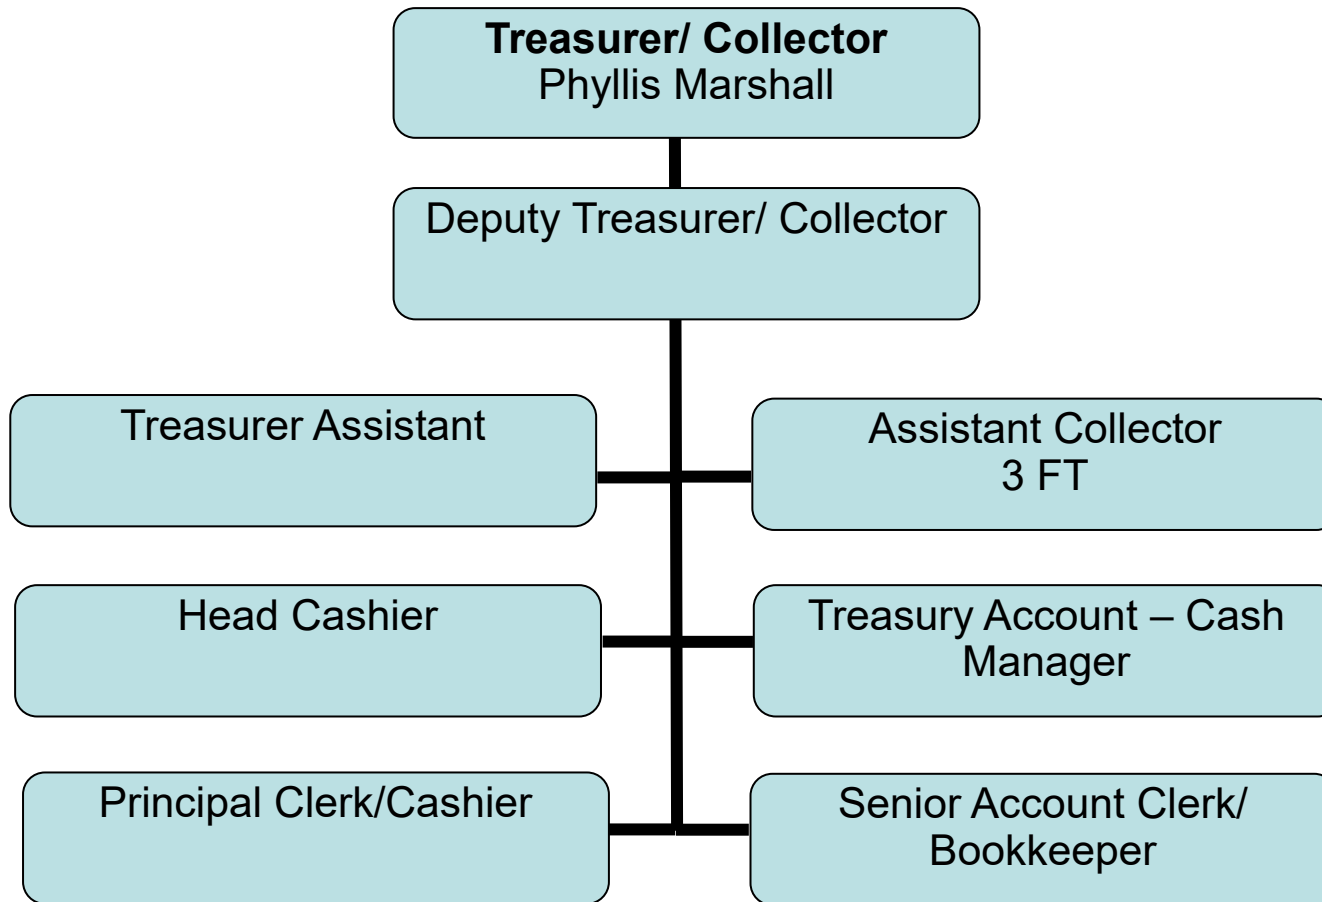 Treasurer/ Collector
Phyllis Marshall
Deputy Treasurer/ Collector
Treasurer Assistant
Assistant Collector
3 FT
Head Cashier
Treasury Account – Cash
Manager
Principal Clerk/Cashier
Senior Account Clerk/
Bookkeeper